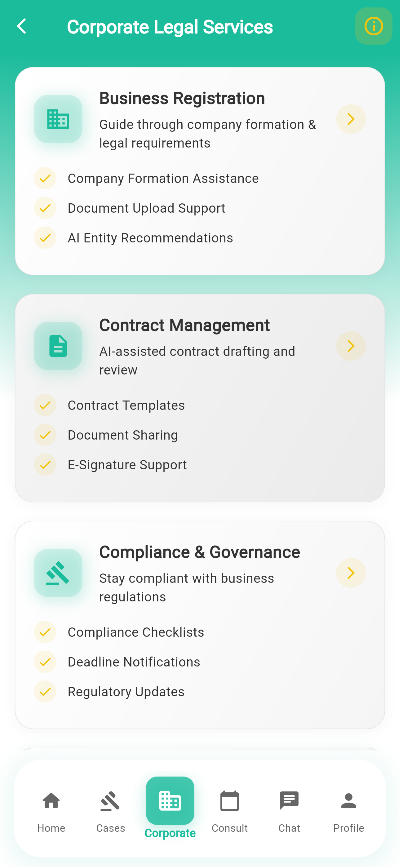 Corporate Legal Services
Business Registration
Guide through company formation &
legal requirements
Company Formation Assistance
Document Upload Support
AI Entity Recommendations
Contract Management
AI-assisted contract drafting and
review
Contract Templates
Document Sharing
E-Signature Support
Compliance & Governance
Stay compliant with business
regulations
Compliance Checklists
Deadline Notifications
Regulatory Updates
Home Cases Corporate Consult Chat Profile